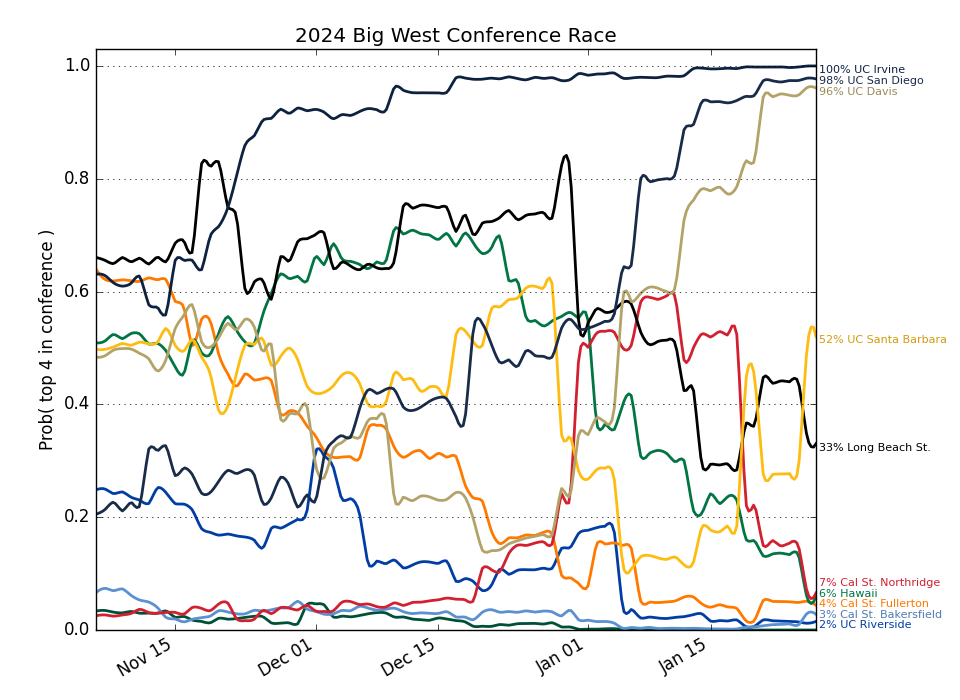 2024 Big West Conference Race
Prob( top 4 in conference )
1.0
0.8
0.6
0.4
0.2
0.0
Nov 15
Dec 01
Dec 15
Jan 01
Jan 15
100% UC Irvine
98% UC San Diego
96% UC Davis
52% UC Santa Barbara
33% Long Beach St.
7% Cal St. Northridge
6% Hawaii
4% Cal St. Fullerton
3% Cal St. Bakersfield
2% UC Riverside